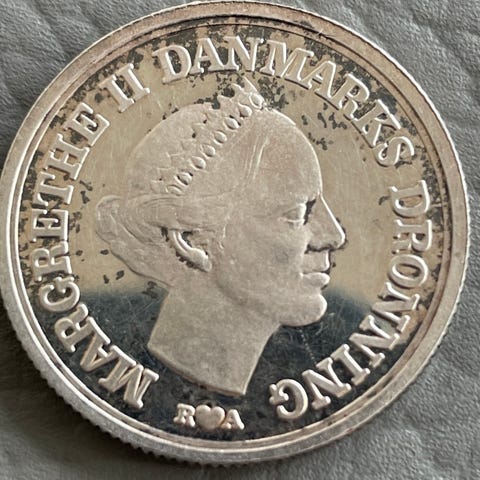 MARGRETHE II DANMARKS DRONNING
R♥A